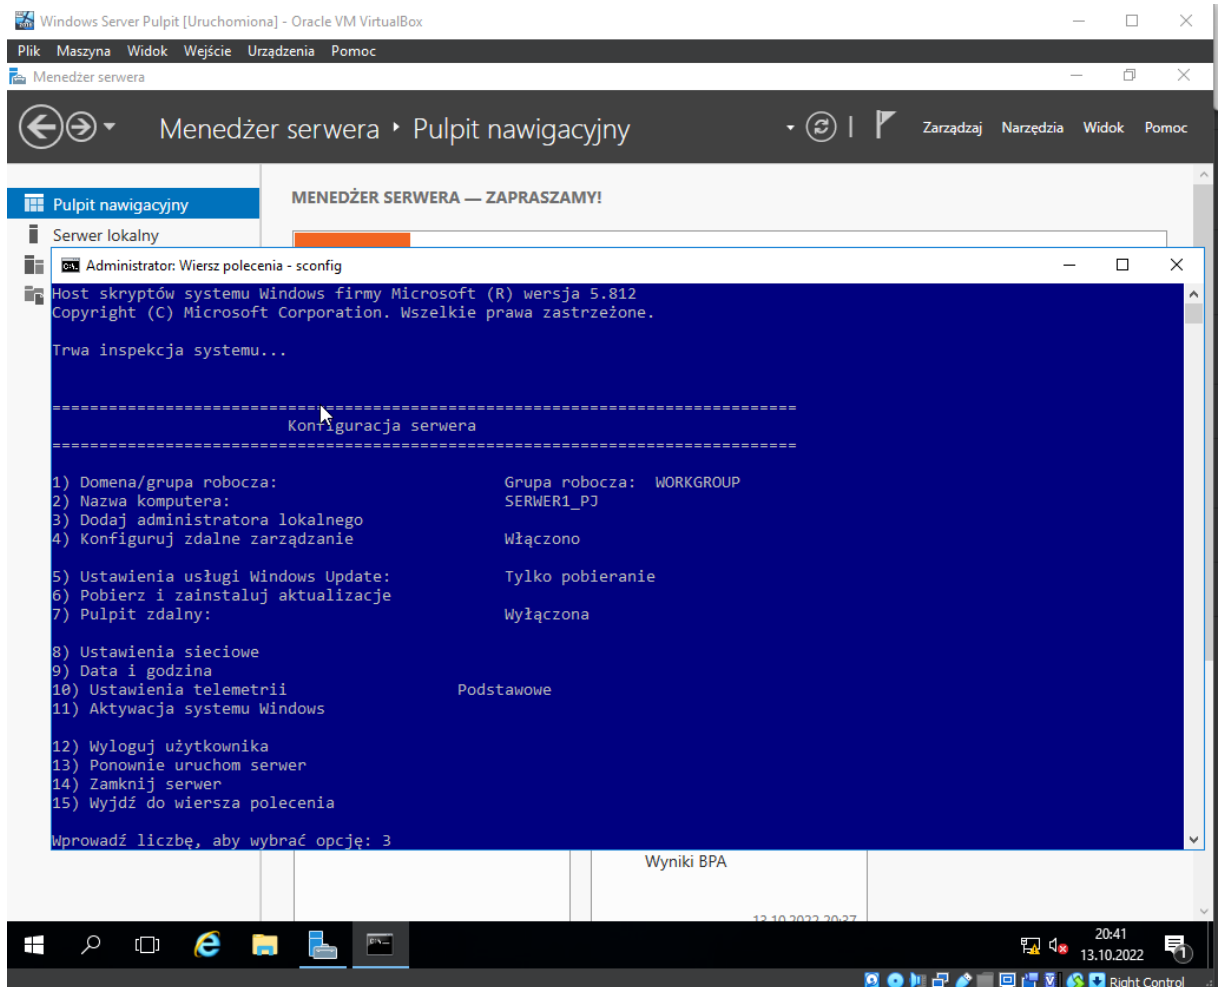 Windows Server Pulpit [Uruchomiona] - Oracle VM VirtualBox
Plik Maszyna Widok Wejście Urządzenia Pomoc
Menedżer serwera
Menedżer serwera ‣ Pulpit nawigacyjny
Zarządzaj Narzędzia Widok Pomoc
Pulpit nawigacyjny
MENEDŻER SERWERA — ZAPRASZAMY!
Serwer lokalny
Administrator: Wiersz polecenia - sconfig
Host skryptów systemu Windows firmy Microsoft (R) wersja 5.812
Copyright (C) Microsoft Corporation. Wszelkie prawa zastrzeżone.
Trwa inspekcja systemu...
===============================================================================
Konfiguracja serwera
===============================================================================
1) Domena/grupa robocza: Grupa robocza: WORKGROUP
2) Nazwa komputera: SERWER1_PJ
3) Dodaj administratora lokalnego
4) Konfiguruj zdalne zarządzanie Włączono
5) Ustawienia usługi Windows Update: Tylko pobieranie
6) Pobierz i zainstaluj aktualizacje
7) Pulpit zdalny: Wyłączona
8) Ustawienia sieciowe
9) Data i godzina
10) Ustawienia telemetrii Podstawowe
11) Aktywacja systemu Windows
12) Wyloguj użytkownika
13) Ponownie uruchom serwer
14) Zamknij serwer
15) Wyjdź do wiersza polecenia
Wprowadź liczbę, aby wybrać opcję: 3
Wyniki BPA
13.10.2022 20:37
20:41
13.10.2022
1
Right Control